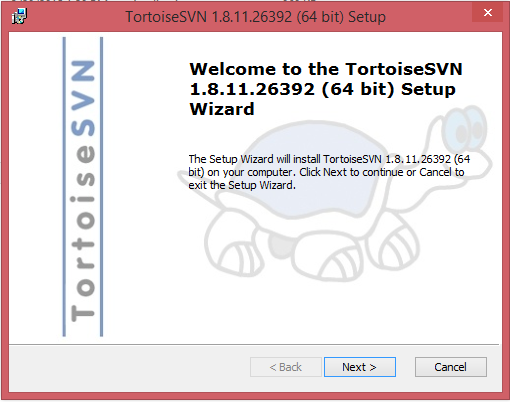 TortoiseSVN 1.8.11.26392 (64 bit) Setup
TortoiseSVN
Welcome to the TortoiseSVN
1.8.11.26392 (64 bit) Setup
Wizard
The Setup Wizard will install TortoiseSVN 1.8.11.26392 (64
bit) on your computer. Click Next to continue or Cancel to
exit the Setup Wizard.
< Back
Next >
Cancel